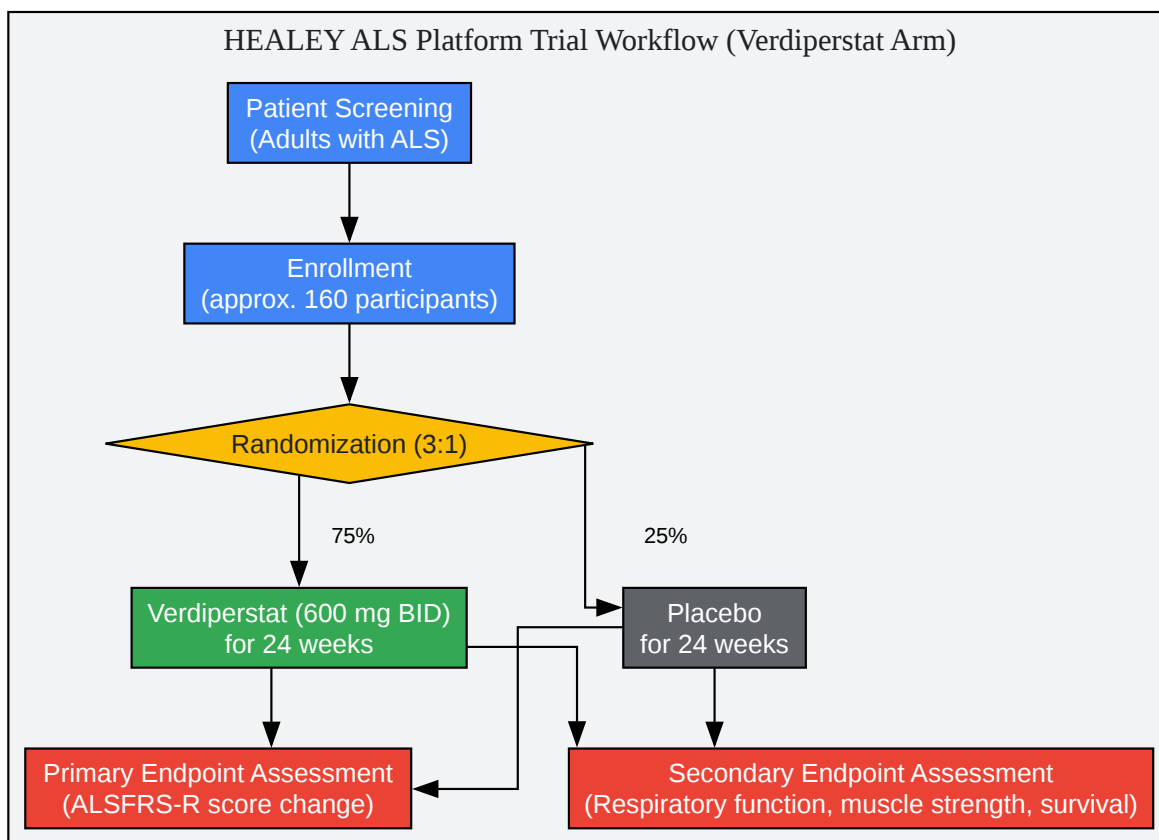 HEALEY ALS Platform Trial Workflow (Verdiperstat Arm)
Patient Screening
(Adults with ALS)
Enrollment
(approx. 160 participants)
Randomization (3:1)
75%
25%
Verdiperstat (600 mg BID)
for 24 weeks
Placebo
for 24 weeks
Primary Endpoint Assessment
(ALSFRS-R score change)
Secondary Endpoint Assessment
(Respiratory function, muscle strength, survival)